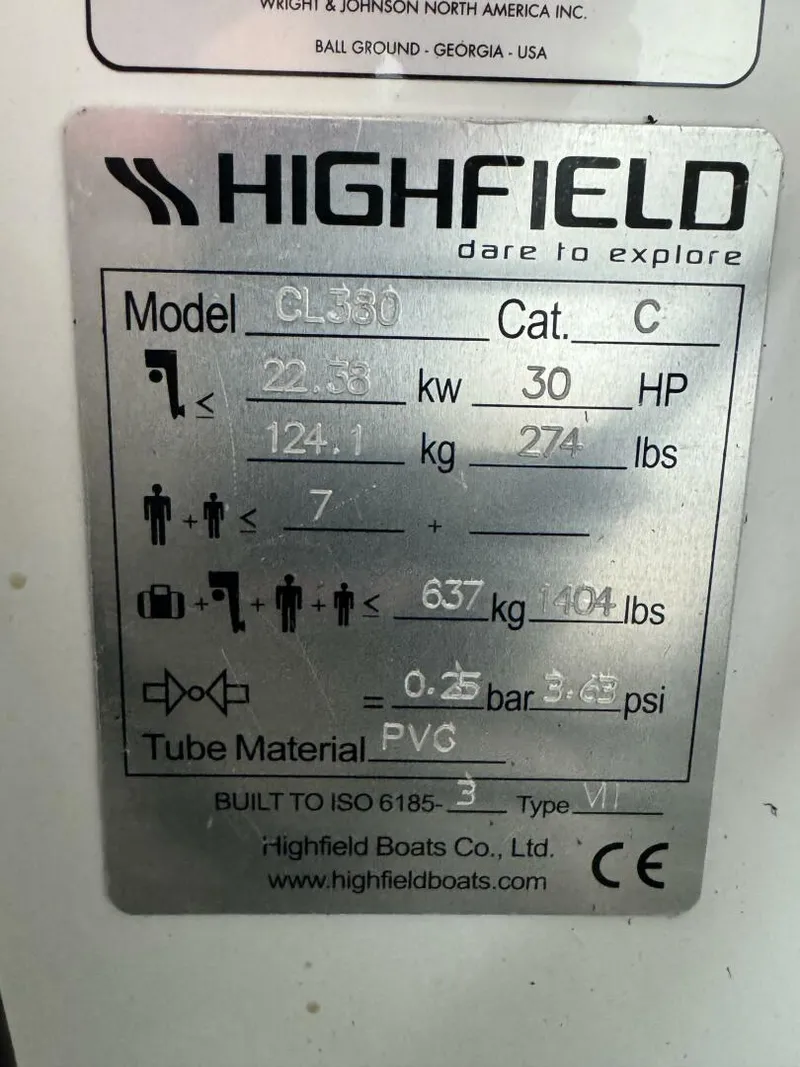 WRIGHT & JOHNSON NORTH AMERICA INC.
BALL GROUND - GEORGIA - USA
HIGHFIELD
dare to explore
Model CL380 Cat. C
≤ 22.38 kw 30 HP
124.1 kg 274 lbs
+ ≤ 7 +
+ + + ≤ 637 kg 1404 lbs
= 0.25 bar 3.63 psi
Tube Material PVC
BUILT TO ISO 6185-3 Type VII
Highfield Boats Co., Ltd.
www.highfieldboats.com CE